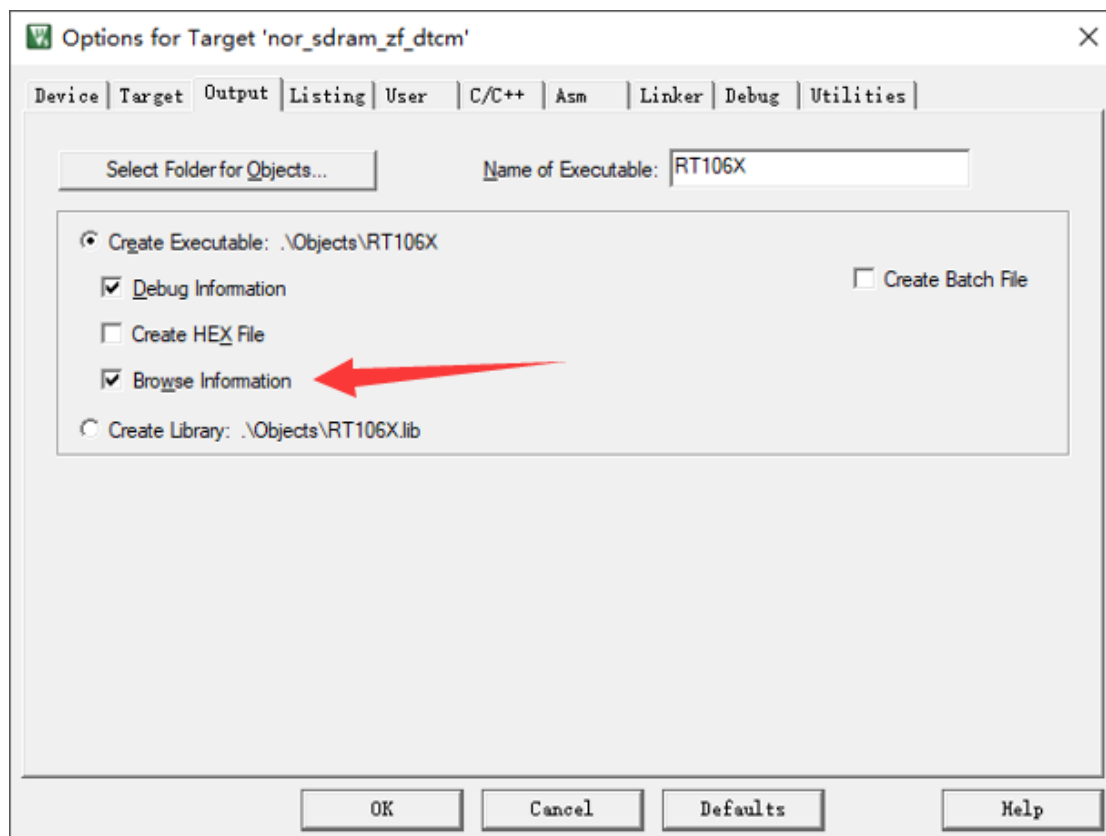 Options for Target 'nor_sdram_zf_dtcm'
Device Target Output Listing User C/C++ Asm Linker Debug Utilities
Select Folder for Objects... Name of Executable: RT106X
Create Executable: .\Objects\RT106X
Debug Information Create Batch File
Create HEX File
Browse Information
Create Library: .\Objects\RT106X.lib
OK Cancel Defaults Help